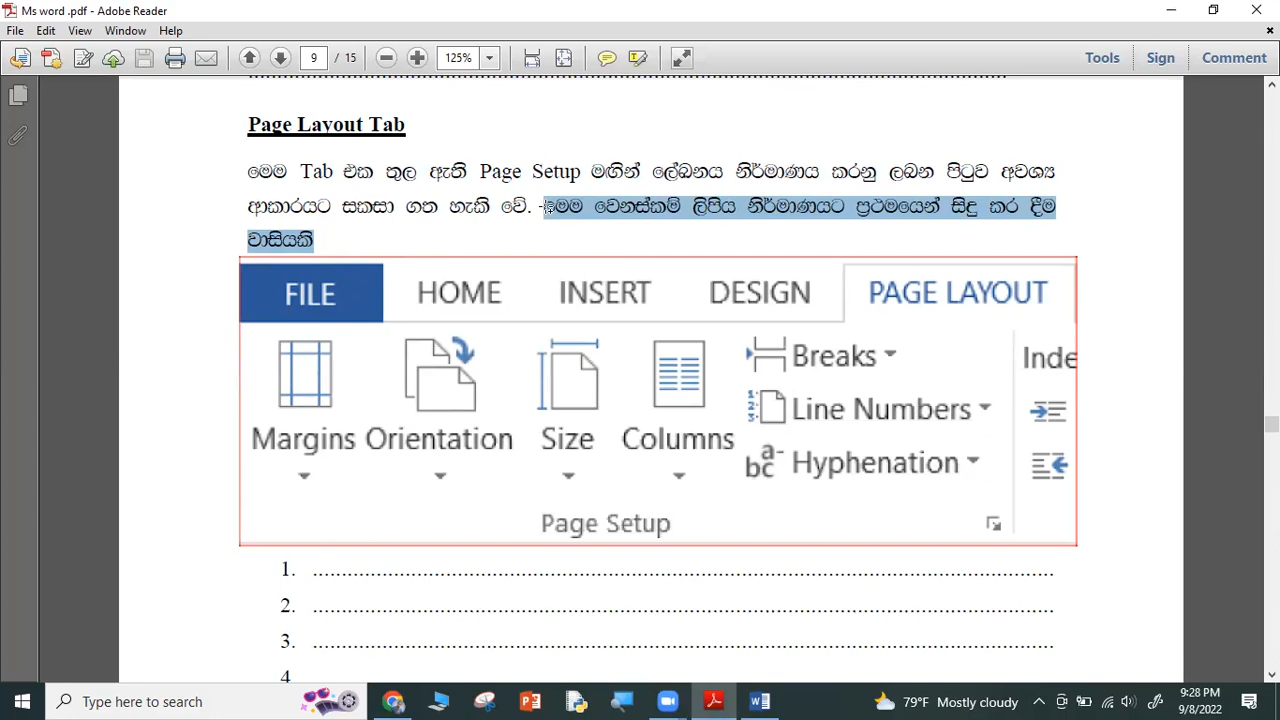 Ms word .pdf - Adobe Reader
File Edit View Window Help
9 / 15 125% Tools Sign Comment
Page Layout Tab
මෙම Tab එක තුල ඇති Page Setup මඟින් ලේඛනය නිර්මාණය කරනු ලබන පිටුව අවශ්‍ය
ආකාරයට සකසා ගත හැකි වේ. -මෙම වෙනස්කම් ලිපිය නිර්මාණයට ප්‍රථමයෙන් සිදු කර දීම
වාසියකි
FILE HOME INSERT DESIGN PAGE LAYOUT
Breaks Inde
Line Numbers
Margins Orientation Size Columns
Hyphenation
Page Setup
1. ........................................................................
2. ........................................................................
3. ........................................................................
4
Type here to search
79°F Mostly cloudy
9:28 PM
9/8/2022